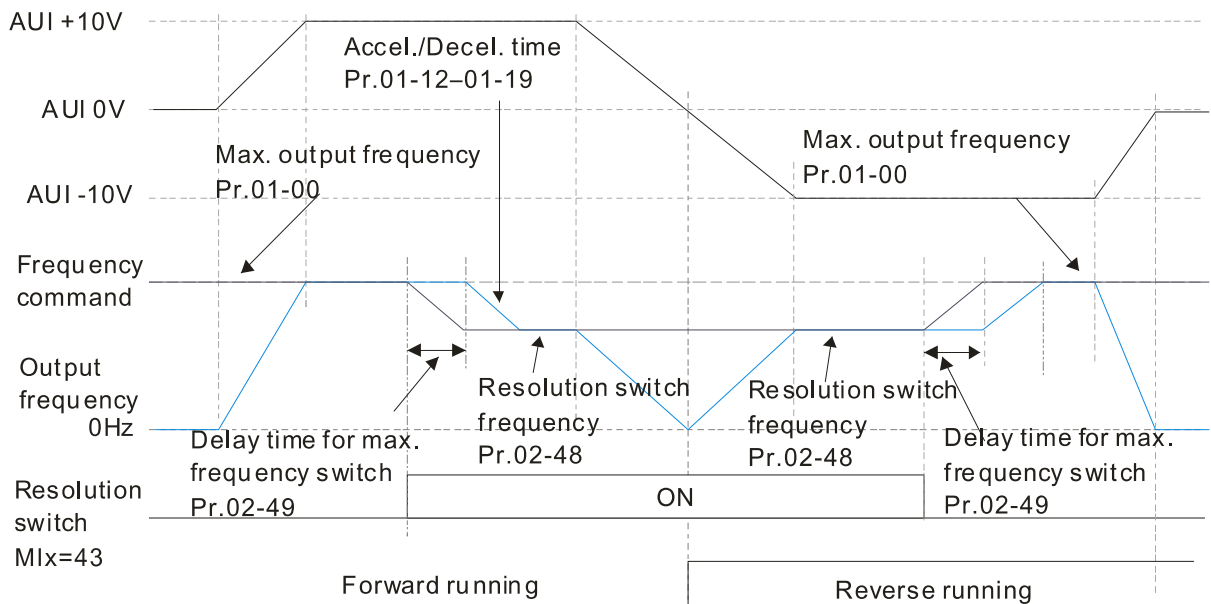 AUI +10V
Accel./Decel. time
Pr.01-12–01-19
AUI 0V
Max. output frequency
Pr.01-00
Max. output frequency
Pr.01-00
AUI -10V
Frequency
command
Output
frequency
0Hz
Resolution switch
frequency
Pr.02-48
Resolution switch
frequency
Pr.02-48
Delay time for max.
frequency switch
Pr.02-49
Delay time for max.
frequency switch
Pr.02-49
Resolution
switch
MIx=43
ON
Forward running
Reverse running